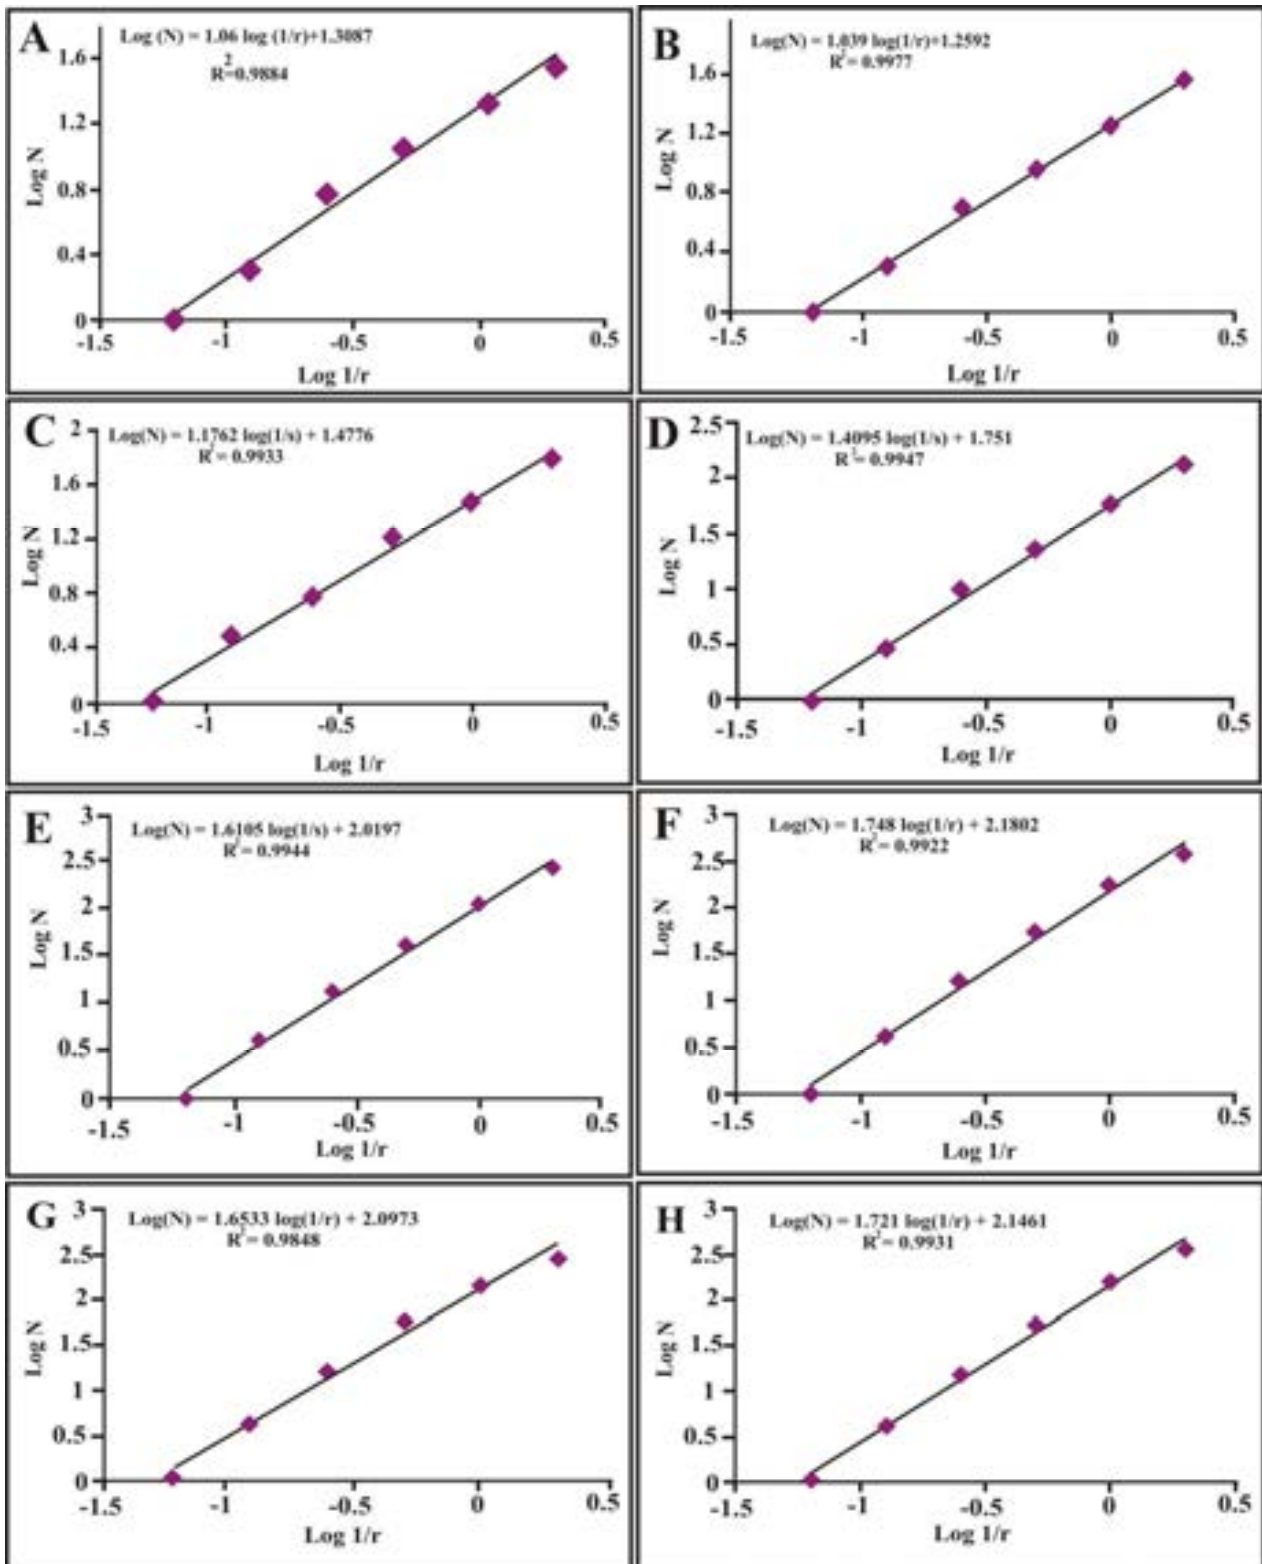 A
Log (N) = 1.06 log (1/r)+1.3087
2
R=0.9884
1.6
1.2
0.8
0.4
0
Log N
-1.5
-1
-0.5
0
0.5
Log 1/r
B
Log(N) = 1.039 log(1/r)+1.2592
R2= 0.9977
1.6
1.2
0.8
0.4
0
Log N
-1.5
-1
-0.5
0
0.5
Log 1/r
C
Log(N) = 1.1762 log(1/s) + 1.4776
R2= 0.9933
2
1.6
1.2
0.8
0.4
0
Log N
-1.5
-1
-0.5
0
0.5
Log 1/r
D
Log(N) = 1.4095 log(1/s) + 1.751
R2= 0.9947
2.5
2
1.5
1
0.5
0
Log N
-1.5
-1
-0.5
0
0.5
Log 1/r
E
Log(N) = 1.6105 log(1/s) + 2.0197
R2= 0.9944
3
2.5
2
1.5
1
0.5
0
Log N
-1.5
-1
-0.5
0
0.5
Log 1/r
F
Log(N) = 1.748 log(1/r) + 2.1802
R2= 0.9922
3
2.5
2
1.5
1
0.5
0
Log N
-1.5
-1
-0.5
0
0.5
Log 1/r
G
Log(N) = 1.6533 log(1/r) + 2.0973
R2= 0.9848
3
2.5
2
1.5
1
0.5
0
Log N
-1.5
-1
-0.5
0
0.5
Log 1/r
H
Log(N) = 1.721 log(1/r) + 2.1461
R2= 0.9931
3
2.5
2
1.5
1
0.5
0
Log N
-1.5
-1
-0.5
0
0.5
Log 1/r